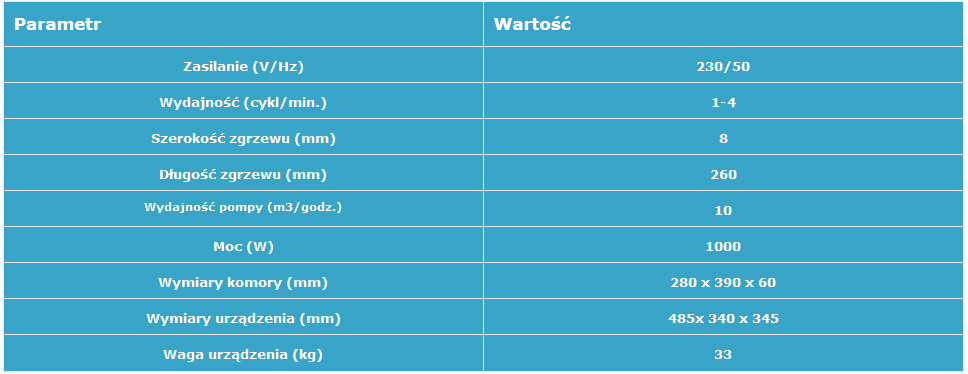 Parametr Wartość
Zasilanie (V/Hz) 230/50
Wydajność (cykl/min.) 1-4
Szerokość zgrzewu (mm) 8
Długość zgrzewu (mm) 260
Wydajność pompy (m3/godz.) 10
Moc (W) 1000
Wymiary komory (mm) 280 x 390 x 60
Wymiary urządzenia (mm) 485x 340 x 345
Waga urządzenia (kg) 33